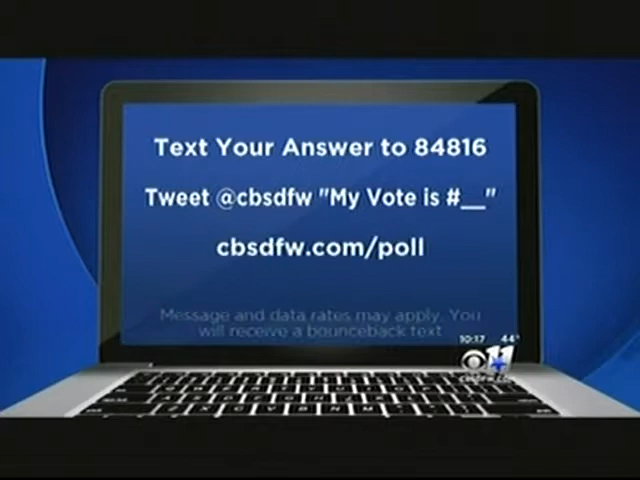 Text Your Answer to 84816
Tweet @cbsdfw "My Vote is #__"
cbsdfw.com/poll
Message and data rates may apply. You
will receive a bounceback text
10:17 44°
11